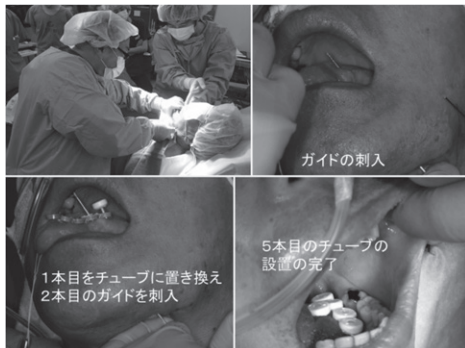 ガイドの刺入
1本目をチューブに置き換え
2本目のガイドを刺入
5本目のチューブの
設置の完了